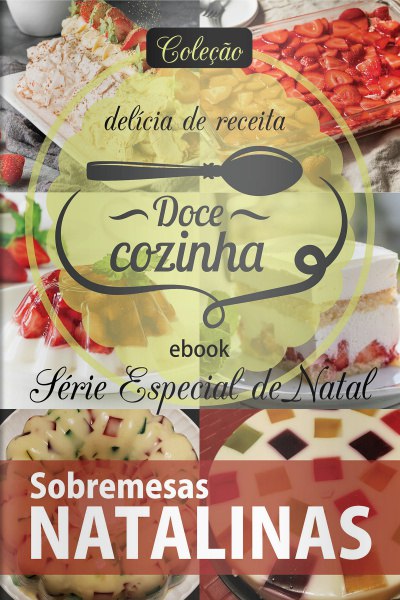 Coleção
delícia de receita
Doce
cozinha
ebook
Série Especial de Natal
Sobremesas
NATALINAS